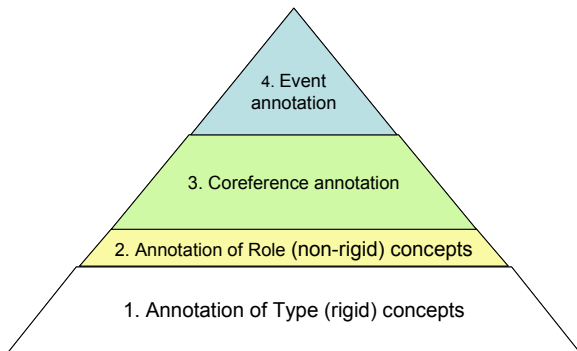 4. Event
annotation
3. Coreference annotation
2. Annotation of Role (non-rigid) concepts
1. Annotation of Type (rigid) concepts